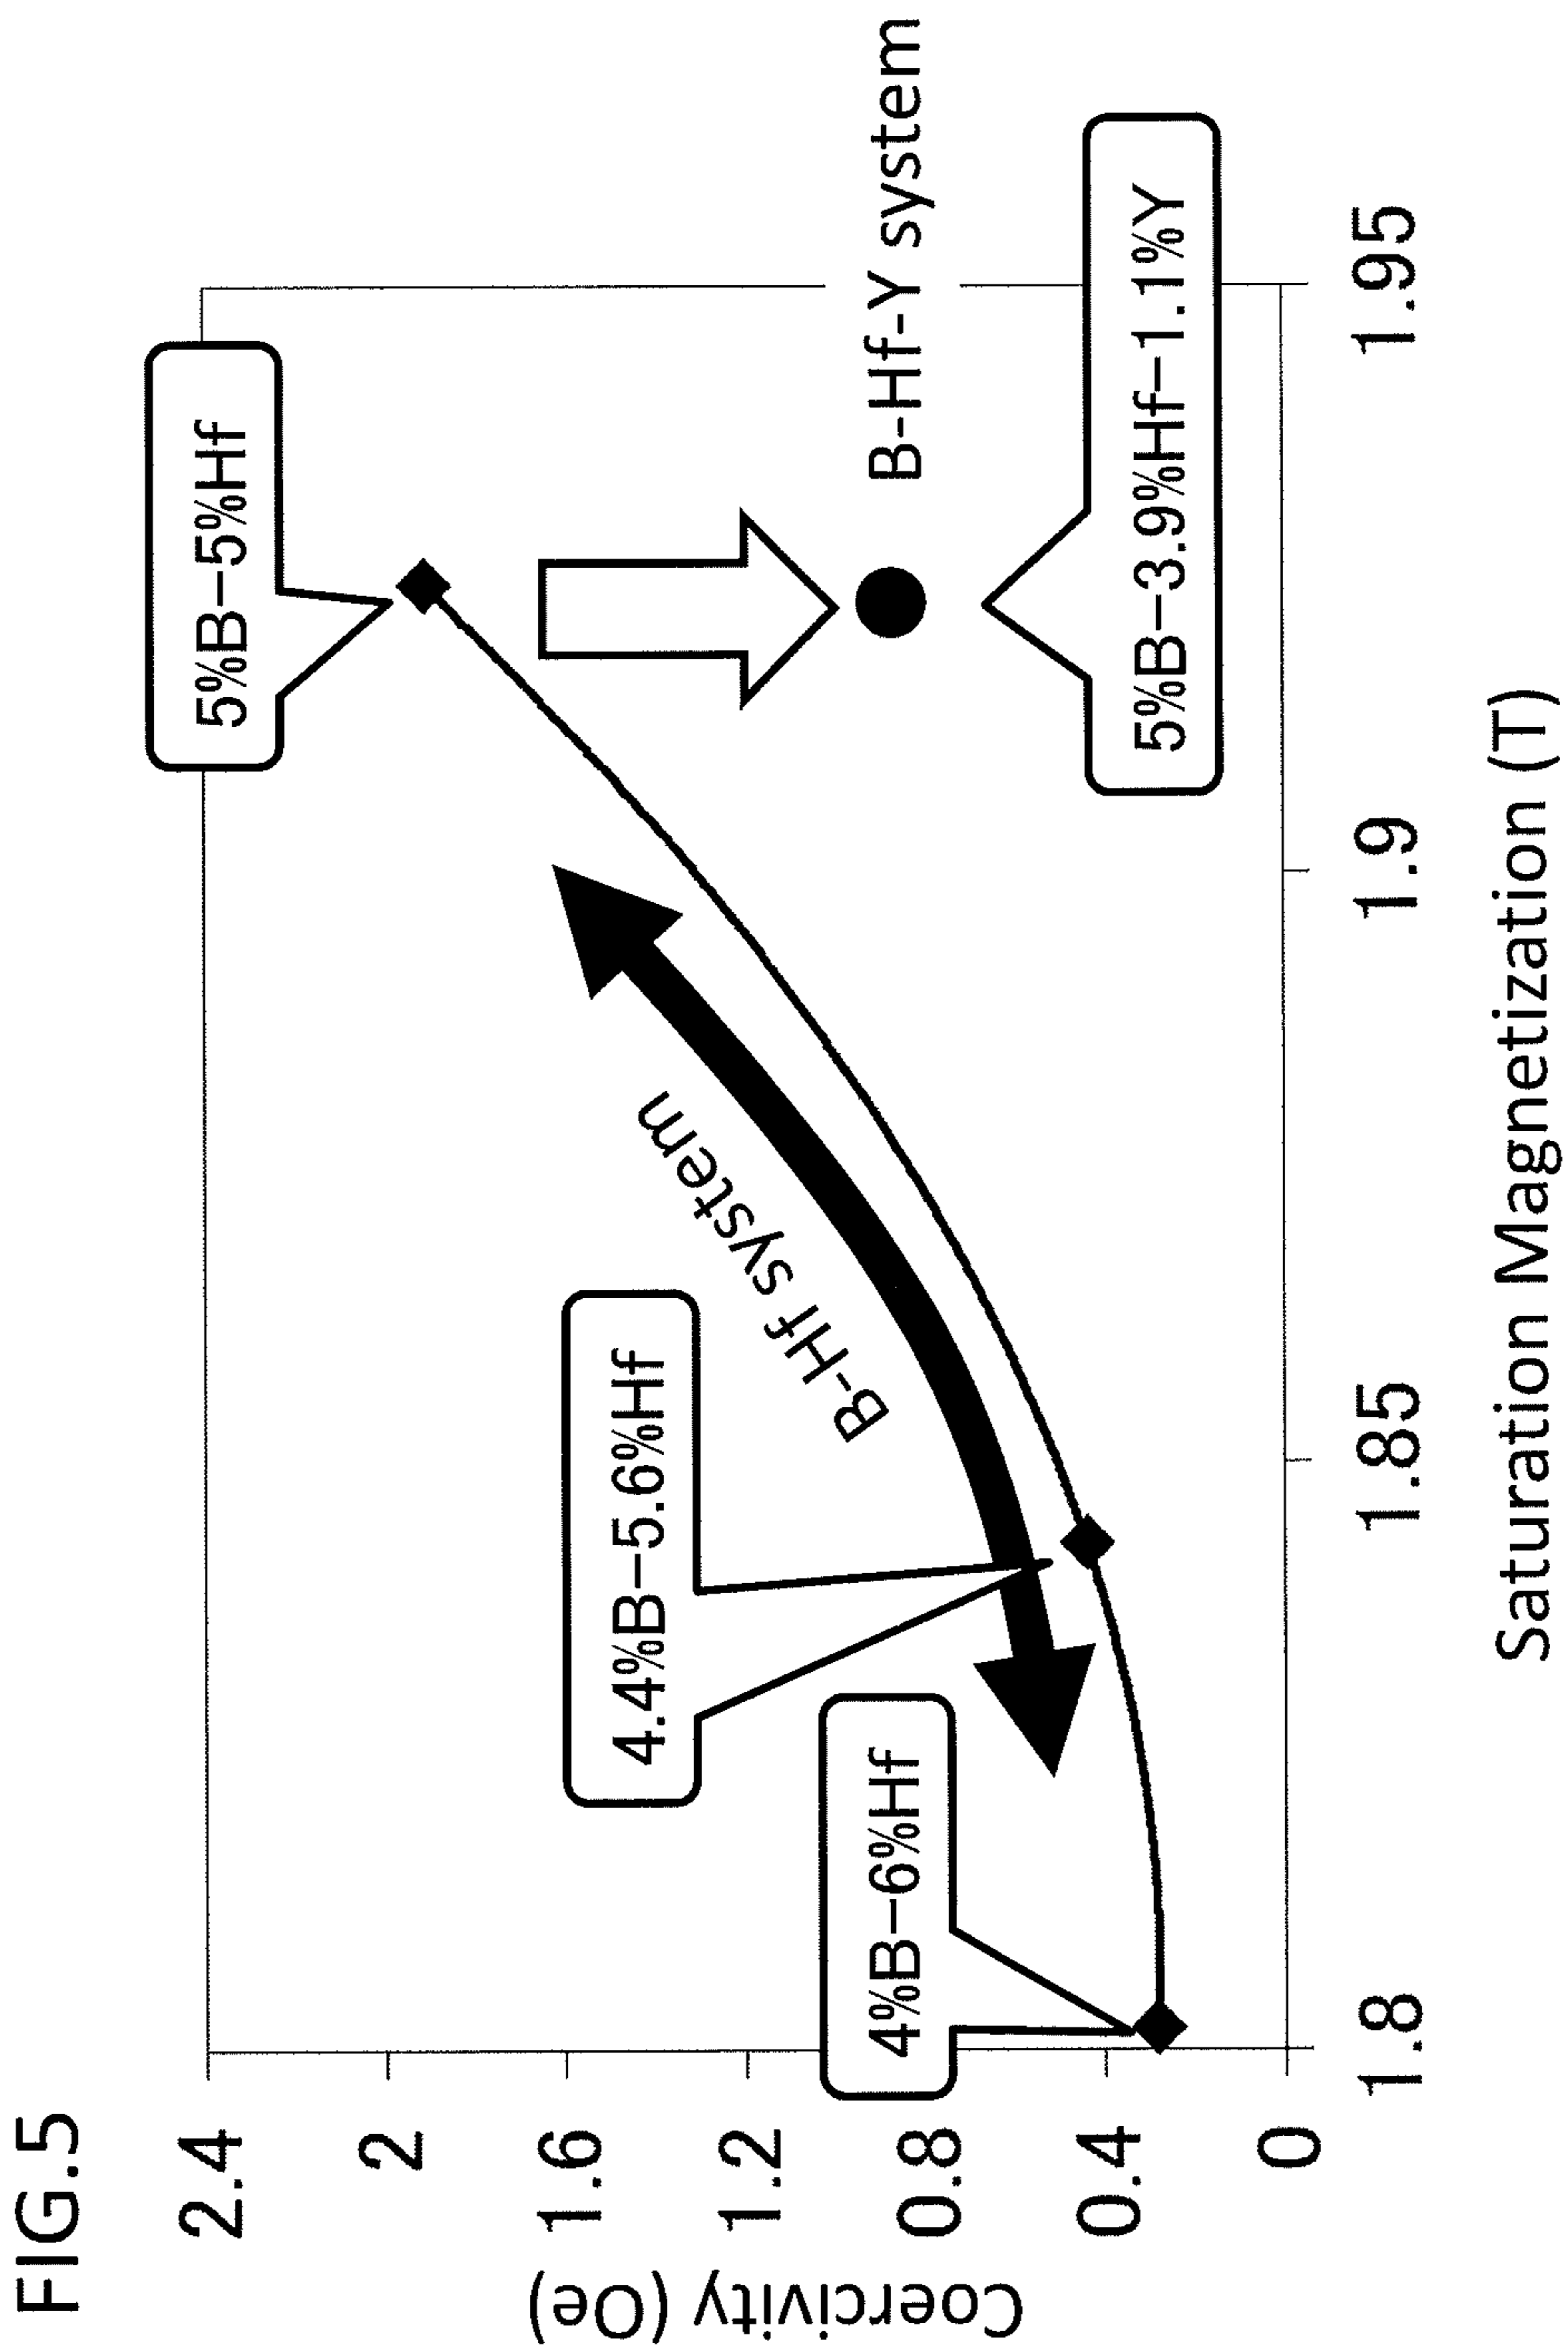 FIG.5
Coercivity (Oe)
2.4
2
1.6
1.2
0.8
0.4
0
5%B−5%Hf
4.4%B−5.6%Hf
B-Hf system
4%B−6%Hf
B-Hf-Y system
5%B−3.9%Hf−1.1%Y
1.8
1.85
1.9
1.95
Saturation Magnetization (T)